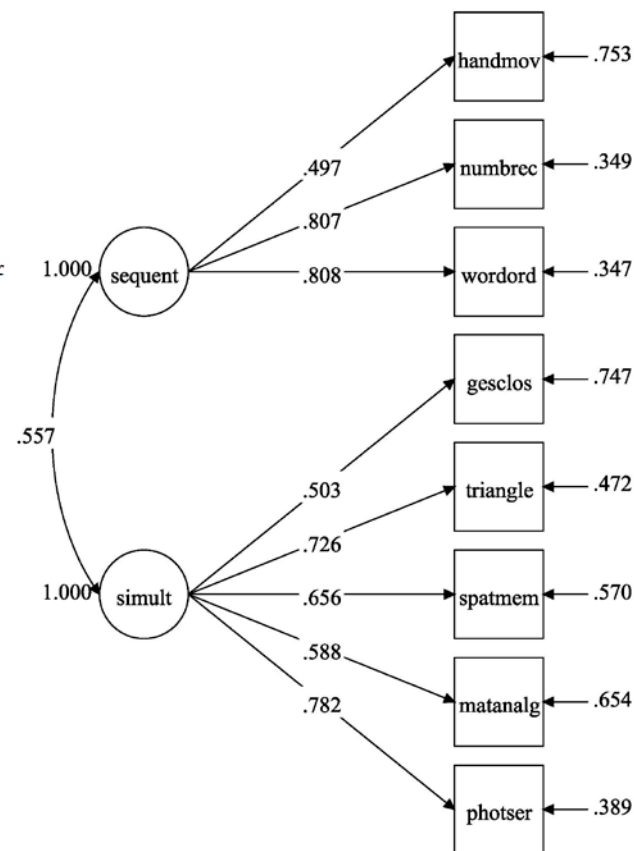 handmov .753
.497
numbrec .349
.807
1.000 sequent .808 wordord .347
gesclos .747
.557
.503
triangle .472
.726
1.000 simult .656 spatmem .570
.588
matanalg .654
.782
photser .389